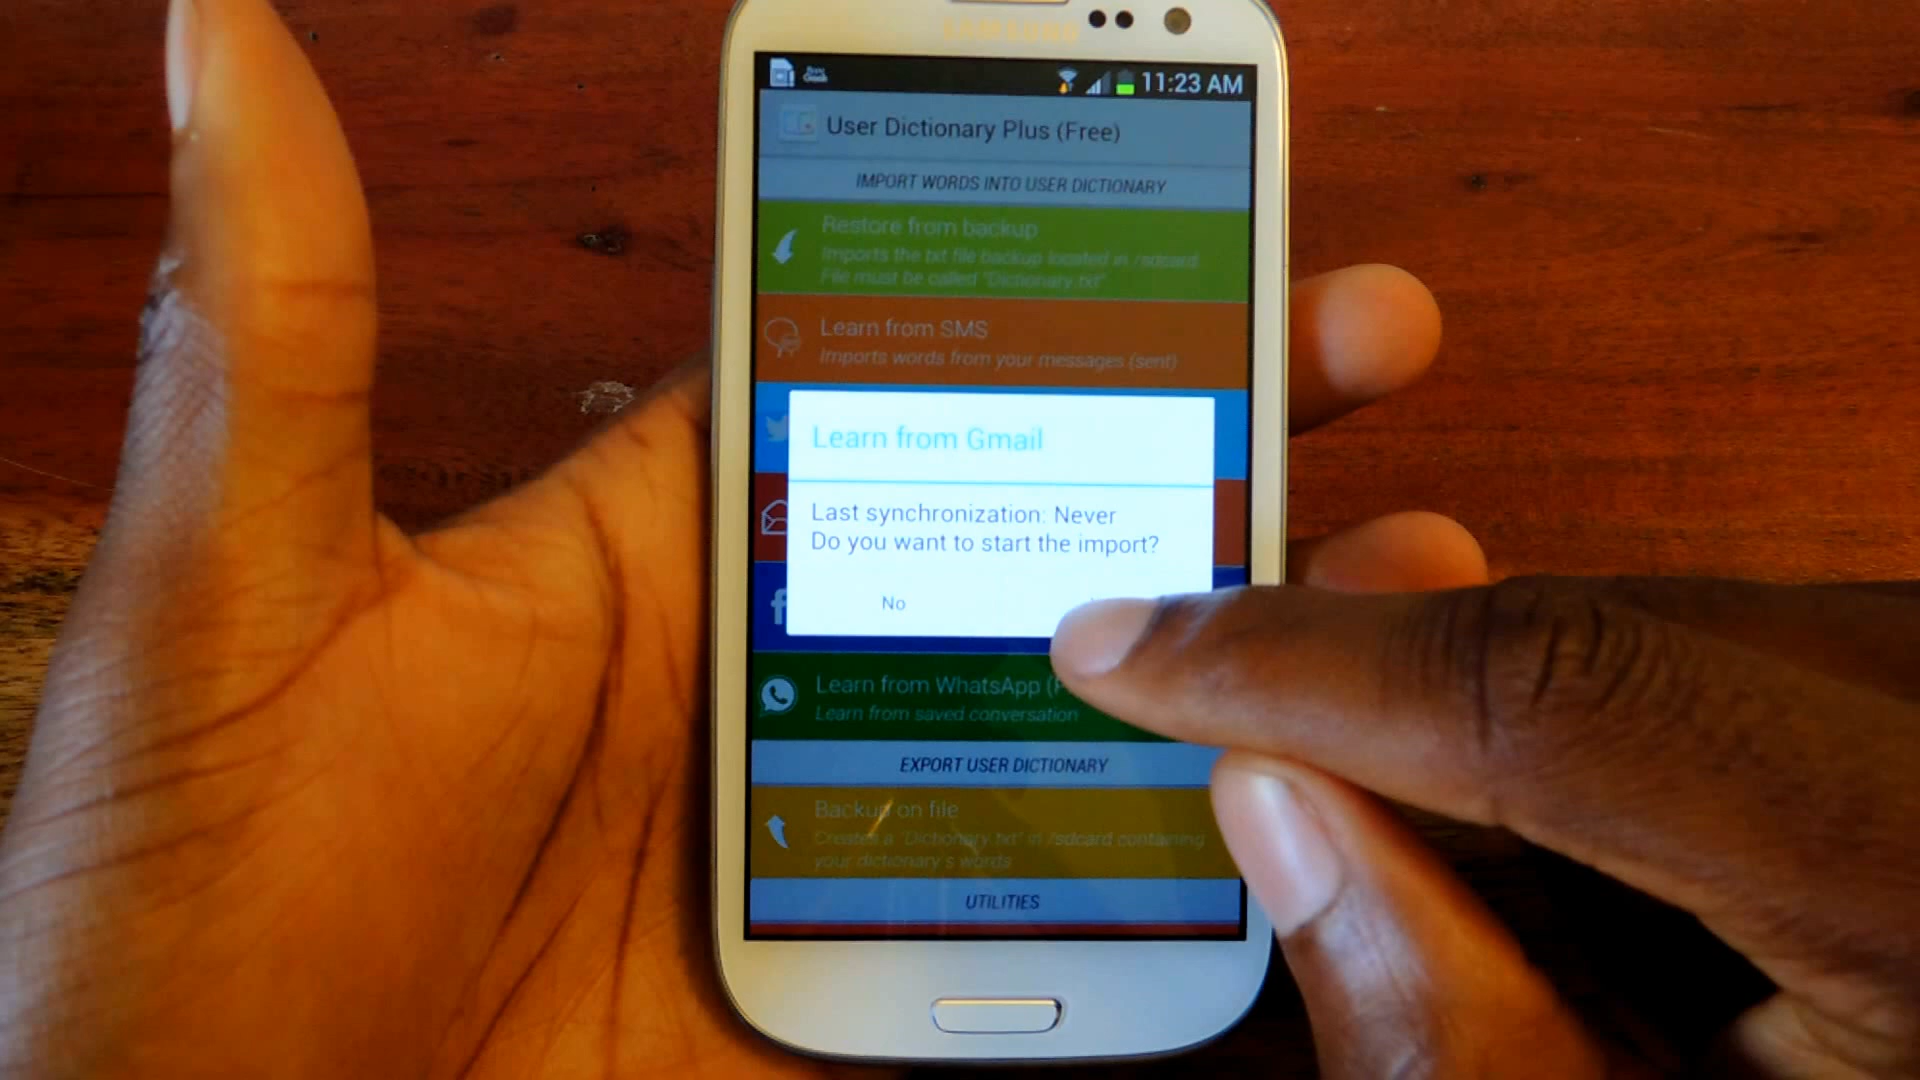 SAMSUNG
11:23 AM
User Dictionary Plus (Free)
IMPORT WORDS INTO USER DICTIONARY
Restore from backup
Imports the txt file backup located in /sdcard.
File must be called "Dictionary.txt"
Learn from SMS
Imports words from your messages (sent)
Learn from Gmail
Last synchronization: Never
Do you want to start the import?
No
Learn from WhatsApp
Learn from saved conversation
EXPORT USER DICTIONARY
Backup on file
Creates a "Dictionary.txt" in /sdcard containing
your dictionary's words
UTILITIES